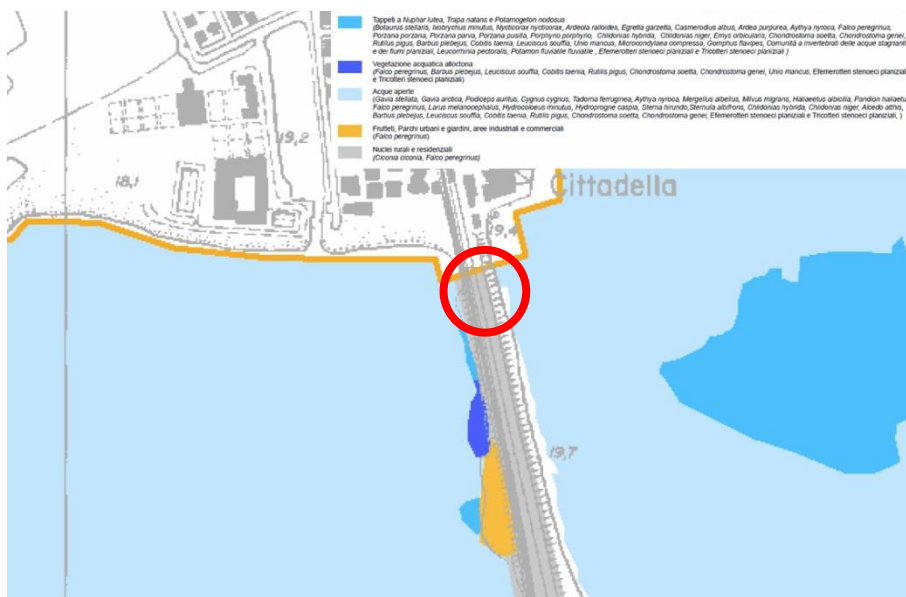 Tappeti a Nuphar lutea, Trapa natans e Potamogeton nodosus
(Botaurus stellaris, Ixobrychus minutus, Nycticorax nycticorax, Ardeola ralloides, Egretta garzetta, Casmerodius albus, Ardea purpurea, Aythya nyroca, Falco peregrinus,
Porzana porzana, Porzana parva, Porzana pusilla, Porphyrio porphyrio, Chlidonias hybrida, Chlidonias niger, Emys orbicularis, Chondrostoma soetta, Chondrostoma genei,
Rutilus pigus, Barbus plebejus, Cobitis taenia, Leuciscus souffia, Unio mancus, Microcondylaea compressa, Gomphus flavipes, Comunità a invertebrati delle acque stagnanti
e dei fiumi planiziali, Leucorrhinia pectoralis, Potamon fluviatile , Efemerotteri stenoeci planiziali e Tricotteri stenoeci planiziali )
Vegetazione acquatica alloctona
(Falco peregrinus, Barbus plebejus, Leuciscus souffia, Cobitis taenia, Rutilis pigus, Chondrostoma soetta, Chondrostoma genei, Unio mancus, Efemerotteri stenoeci planiziali
e Tricotteri stenoeci planiziali)
Acque aperte
(Gavia stellata, Gavia arctica, Podiceps auritus, Cygnus cygnus, Tadorna ferruginea, Aythya nyroca, Mergellus albellus, Milvus migrans, Haliaeetus albicilla, Pandion haliaetu
Falco peregrinus, Larus melanocephalus, Hydrocoloeus minutus, Hydroprogne caspia, Sterna hirundo, Sternula albifrons, Chlidonias hybrida, Chlidonias niger, Alcedo atthis,
Barbus plebejus, Leuciscus souffia, Cobitis taenia, Rutilis pigus, Chondrostoma soetta, Chondrostoma genei, Efemerotteri stenoeci planiziali e Tricotteri stenoeci planiziali, )
Frutteti, Parchi urbani e giardini, aree industriali e commerciali
(Falco peregrinus)
Nuclei rurali e residenziali
(Ciconia ciconia, Falco peregrinus)
19,2
18,1
Cittadella
19,4
19,7